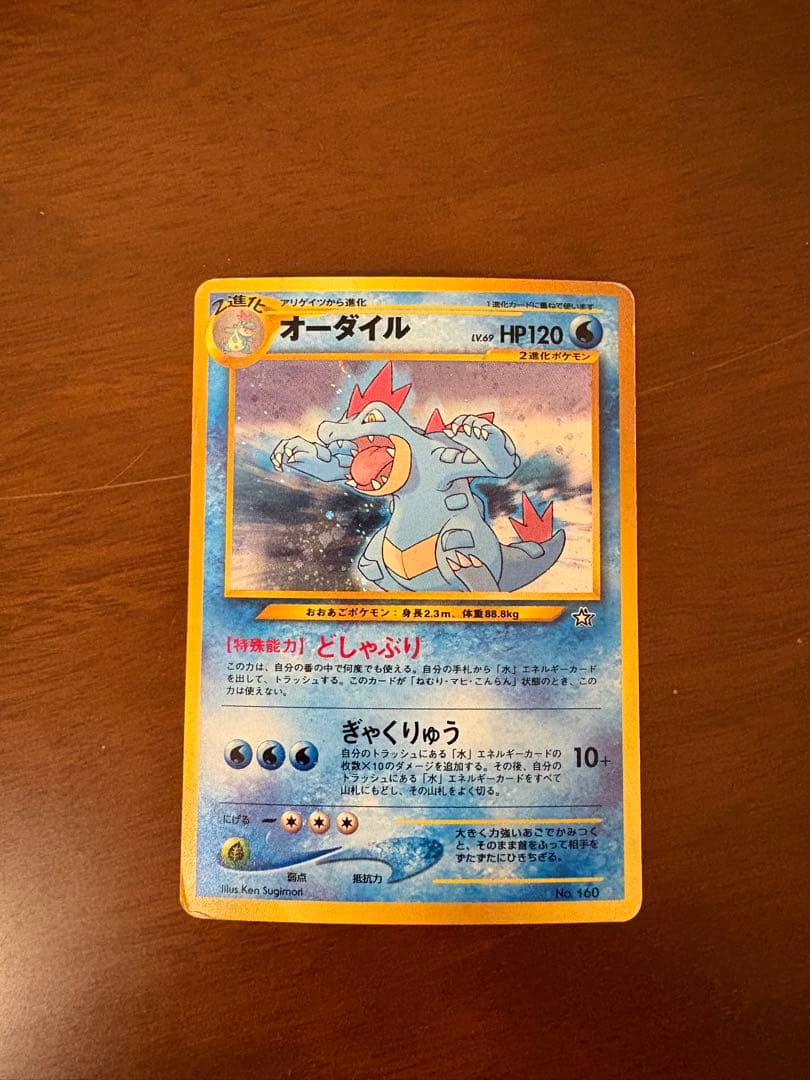 2進化
アリゲイツから進化
1進化カードに重ねて使います
オーダイル
LV.69 HP120
2進化ポケモン
おおあごポケモン：身長2.3m、体重88.8kg
【特殊能力】どしゃぶり
この力は、自分の番の中で何度でも使える。自分の手札から「水」エネルギーカード
を出して、トラッシュする。このカードが「ねむり・マヒ・こんらん」状態のとき、この
力は使えない。
ぎゃくりゅう
自分のトラッシュにある「水」エネルギーカードの
枚数×10のダメージを追加する。その後、自分の
トラッシュにある「水」エネルギーカードをすべて
山札にもどし、その山札をよく切る。
10+
にげる
大きく力強いあごでかみつく
と、そのまま首をふって相手を
ずたずたにひきちぎる。
弱点
抵抗力
Illus.Ken Sugimori
No. 160